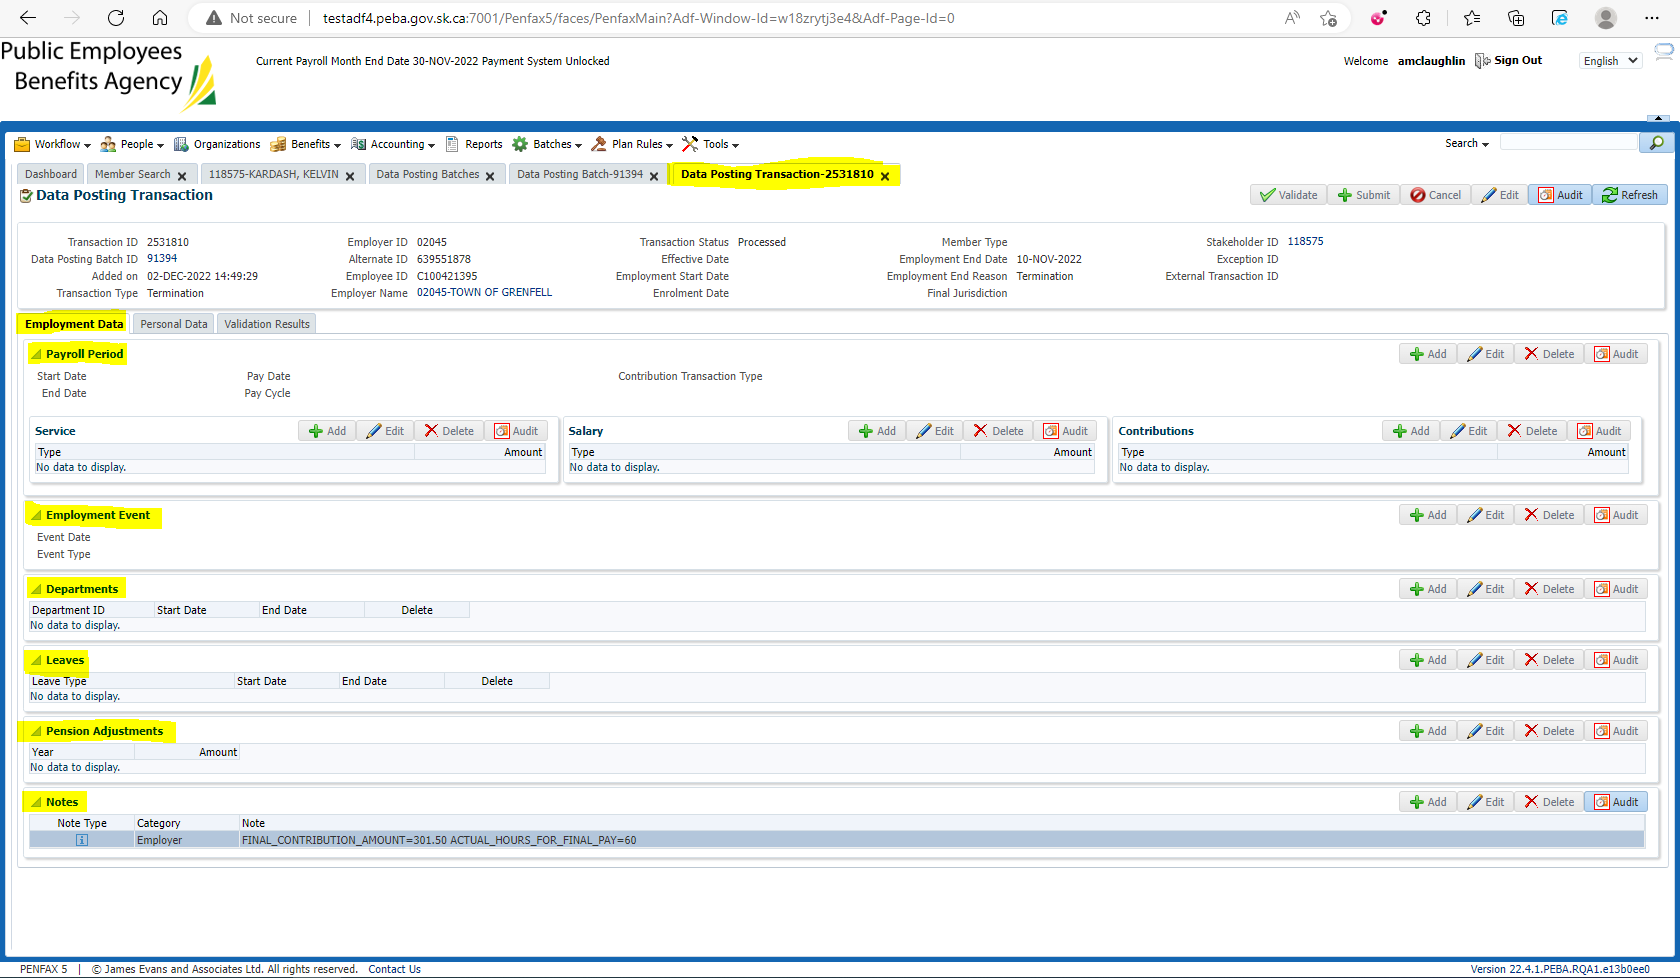 Not secure | testadf4.peba.gov.sk.ca:7001/Penfax5/faces/PenfaxMain?Adf-Window-Id=w18zrytj3e4&Adf-Page-Id=0
Public Employees
Benefits Agency
Current Payroll Month End Date 30-NOV-2022 Payment System Unlocked
Welcome amclaughlin Sign Out English
Workflow People Organizations Benefits Accounting Reports Batches Plan Rules Tools Search
Dashboard Member Search 118575-KARDASH, KELVIN Data Posting Batches Data Posting Batch-91394 Data Posting Transaction-2531810
Data Posting Transaction Validate Submit Cancel Edit Audit Refresh
Transaction ID 2531810 Employer ID 02045 Transaction Status Processed Member Type Stakeholder ID 118575
Data Posting Batch ID 91394 Alternate ID 639551878 Effective Date Employment End Date 10-NOV-2022 Exception ID
Added on 02-DEC-2022 14:49:29 Employee ID C100421395 Employment Start Date Employment End Reason Termination External Transaction ID
Transaction Type Termination Employer Name 02045-TOWN OF GRENFELL Enrolment Date Final Jurisdiction
Employment Data Personal Data Validation Results
Payroll Period Add Edit Delete Audit
Start Date Pay Date Contribution Transaction Type
End Date Pay Cycle
Service Add Edit Delete Audit Salary Add Edit Delete Audit Contributions Add Edit Delete Audit
Type Amount Type Amount Type Amount
No data to display. No data to display. No data to display.
Employment Event Add Edit Delete Audit
Event Date
Event Type
Departments Add Edit Delete Audit
Department ID Start Date End Date Delete
No data to display.
Leaves Add Edit Delete Audit
Leave Type Start Date End Date Delete
No data to display.
Pension Adjustments Add Edit Delete Audit
Year Amount
No data to display.
Notes Add Edit Delete Audit
Note Type Category Note
Employer FINAL_CONTRIBUTION_AMOUNT=301.50 ACTUAL_HOURS_FOR_FINAL_PAY=60
PENFAX 5 | © James Evans and Associates Ltd. All rights reserved. Contact Us Version 22.4.1.PEBA.RQA1.e13b0ee0